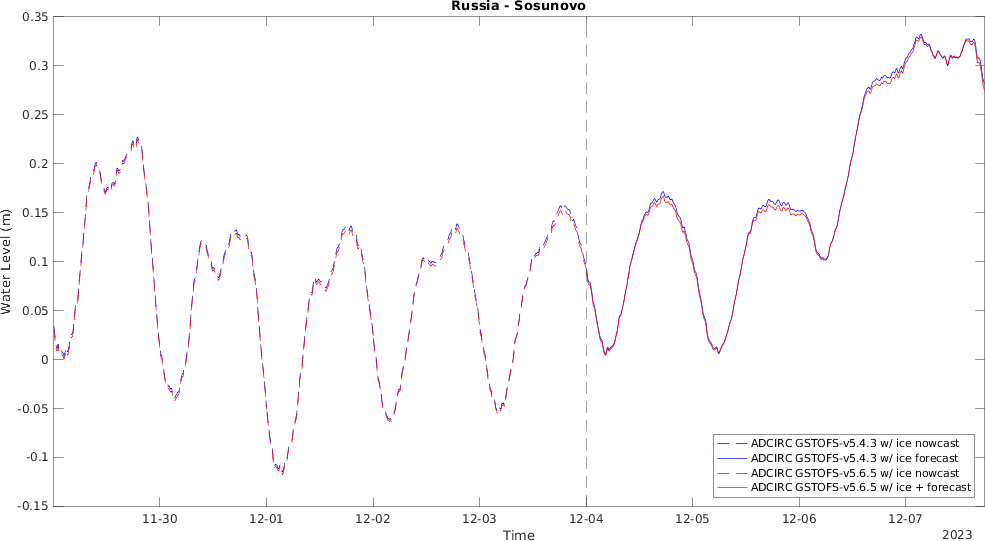 Russia - Sosunovo
0.35
0.3
0.25
0.2
0.15
0.1
0.05
0
-0.05
-0.1
-0.15
Water Level (m)
11-30 12-01 12-02 12-03 12-04 12-05 12-06 12-07
Time
2023
ADCIRC GSTOFS-v5.4.3 w/ ice nowcast
ADCIRC GSTOFS-v5.4.3 w/ ice forecast
ADCIRC GSTOFS-v5.6.5 w/ ice nowcast
ADCIRC GSTOFS-v5.6.5 w/ ice + forecast